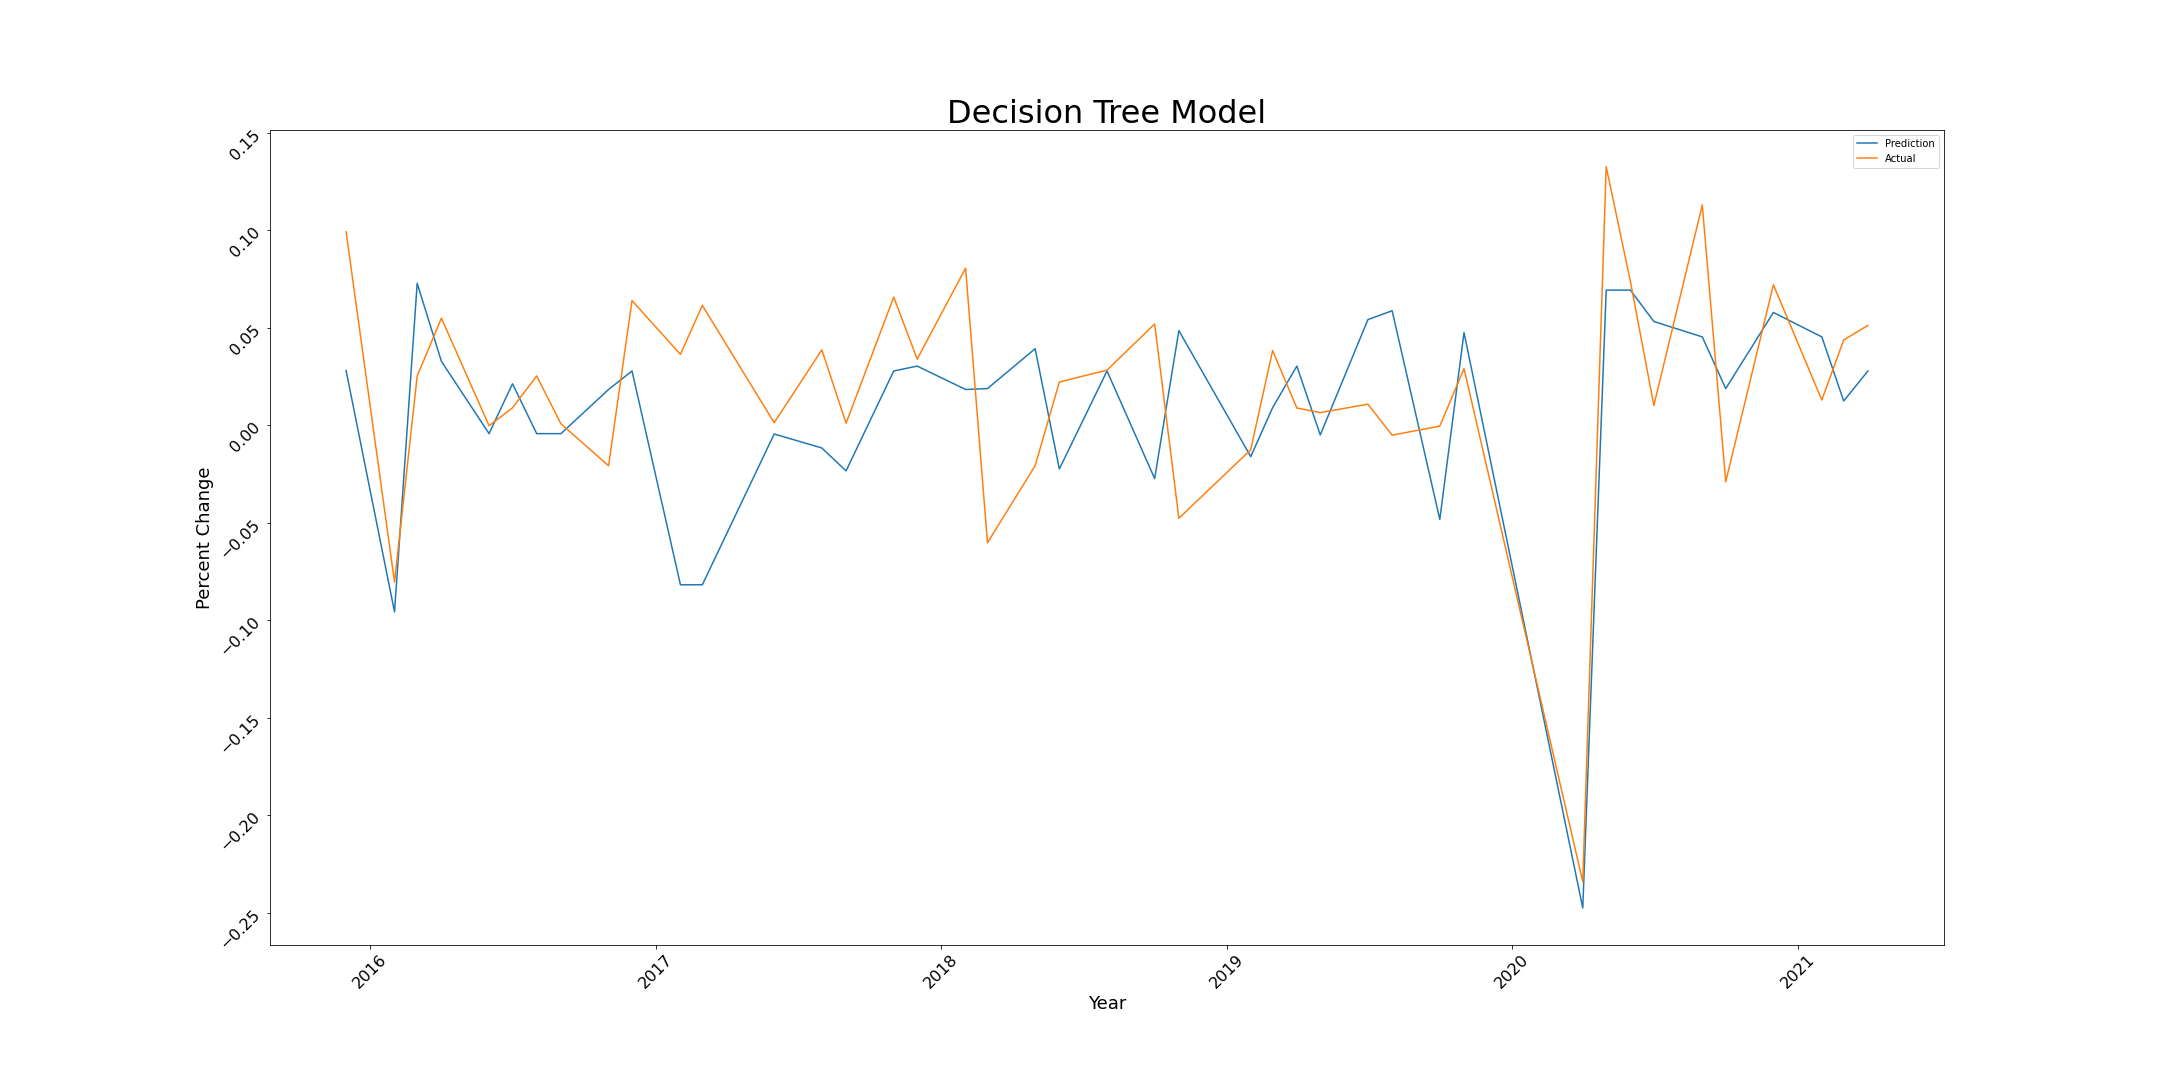 Decision Tree Model
Prediction
Actual
0.15
0.10
0.05
0.00
−0.05
−0.10
−0.15
−0.20
−0.25
Percent Change
2016 2017 2018 2019 2020 2021
Year